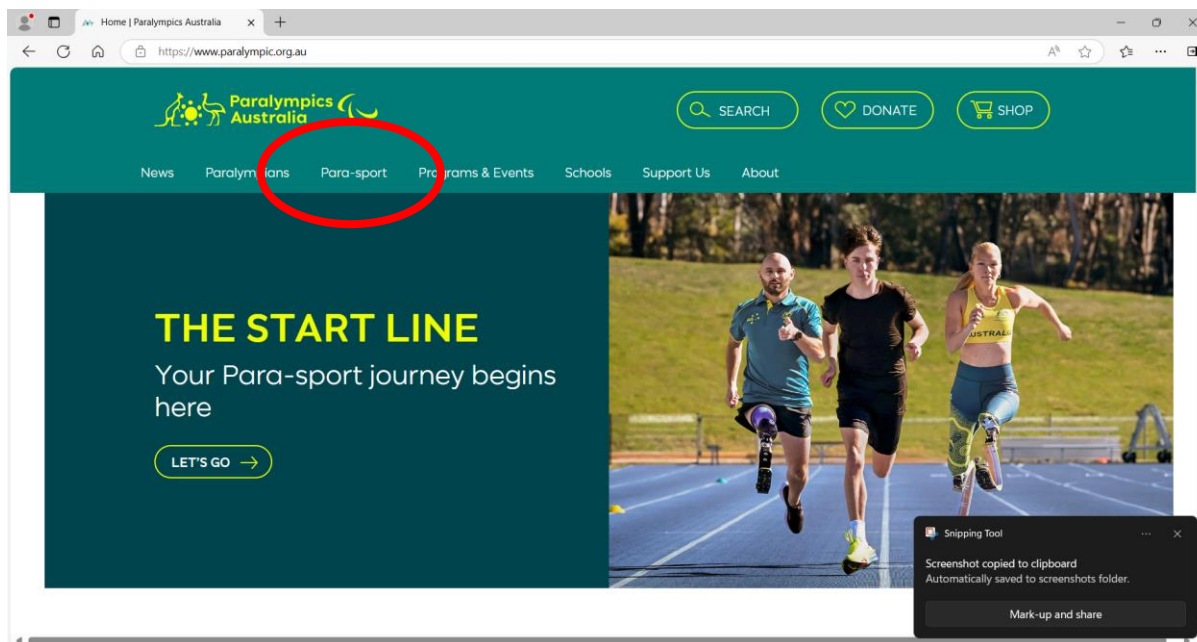 Home | Paralympics Australia
https://www.paralympic.org.au
Paralympics
Australia
SEARCH
DONATE
SHOP
News Paralympians Para-sport Programs & Events Schools Support Us About
THE START LINE
Your Para-sport journey begins
here
LET'S GO
AUSTRALIA
Snipping Tool
Screenshot copied to clipboard
Automatically saved to screenshots folder.
Mark-up and share